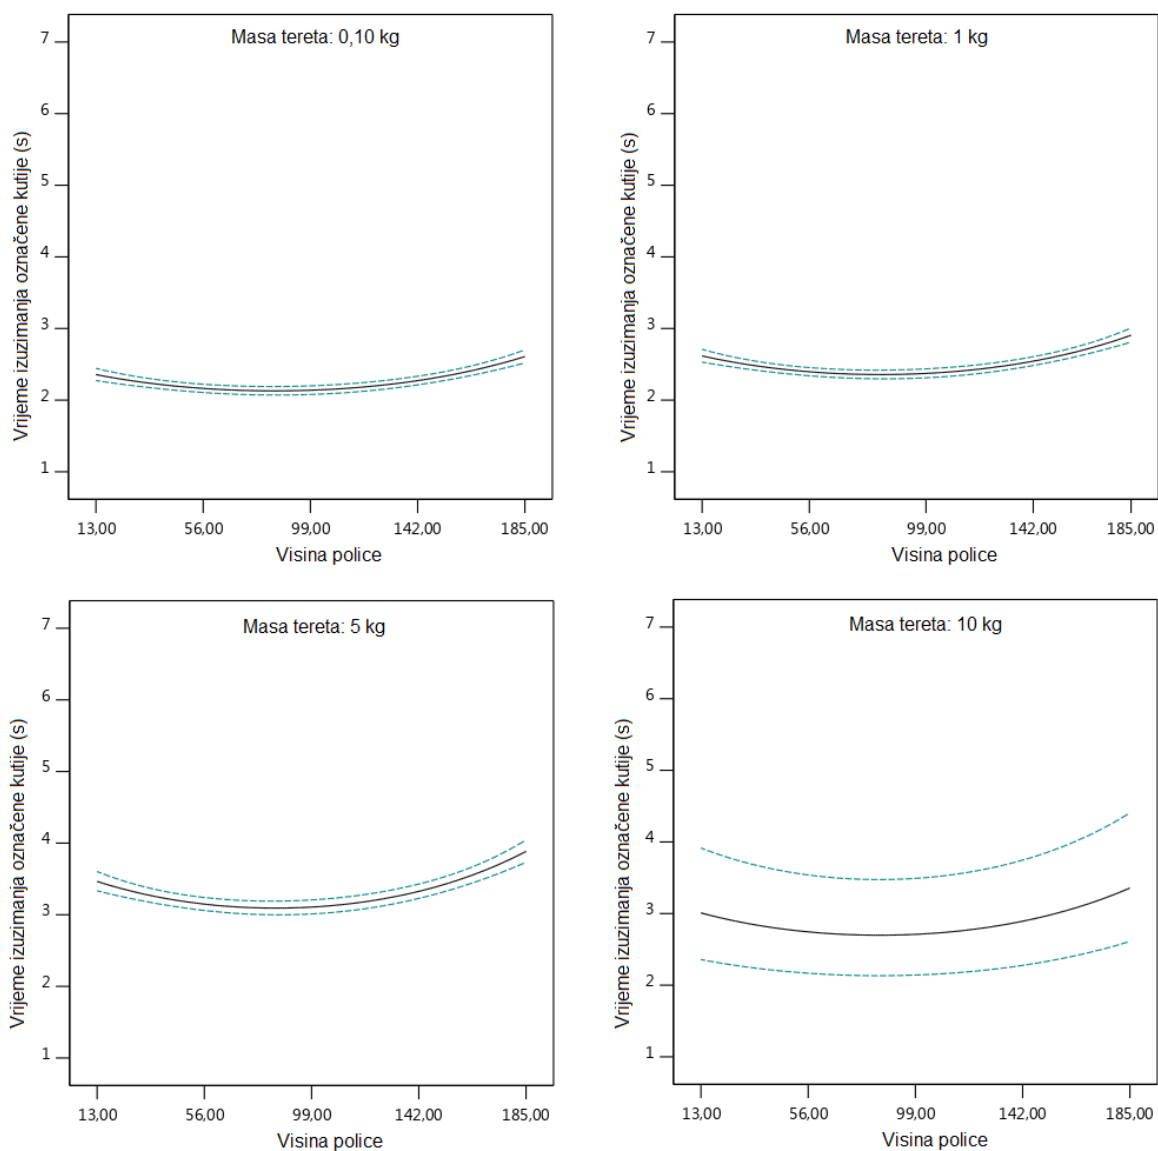 Masa tereta: 0,10 kg
Vrijeme izuzimanja označene kutije (s)
7
6
5
4
3
2
1
13,00 56,00 99,00 142,00 185,00
Visina police
Masa tereta: 1 kg
Vrijeme izuzimanja označene kutije (s)
7
6
5
4
3
2
1
13,00 56,00 99,00 142,00 185,00
Visina police
Masa tereta: 5 kg
Vrijeme izuzimanja označene kutije (s)
7
6
5
4
3
2
1
13,00 56,00 99,00 142,00 185,00
Visina police
Masa tereta: 10 kg
Vrijeme izuzimanja označene kutije (s)
7
6
5
4
3
2
1
13,00 56,00 99,00 142,00 185,00
Visina police